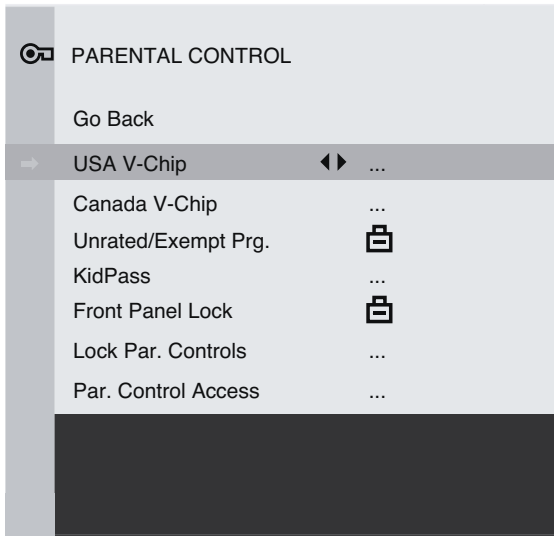 PARENTAL CONTROL
Go Back
USA V-Chip ...
Canada V-Chip ...
Unrated/Exempt Prg.
KidPass ...
Front Panel Lock
Lock Par. Controls ...
Par. Control Access ...